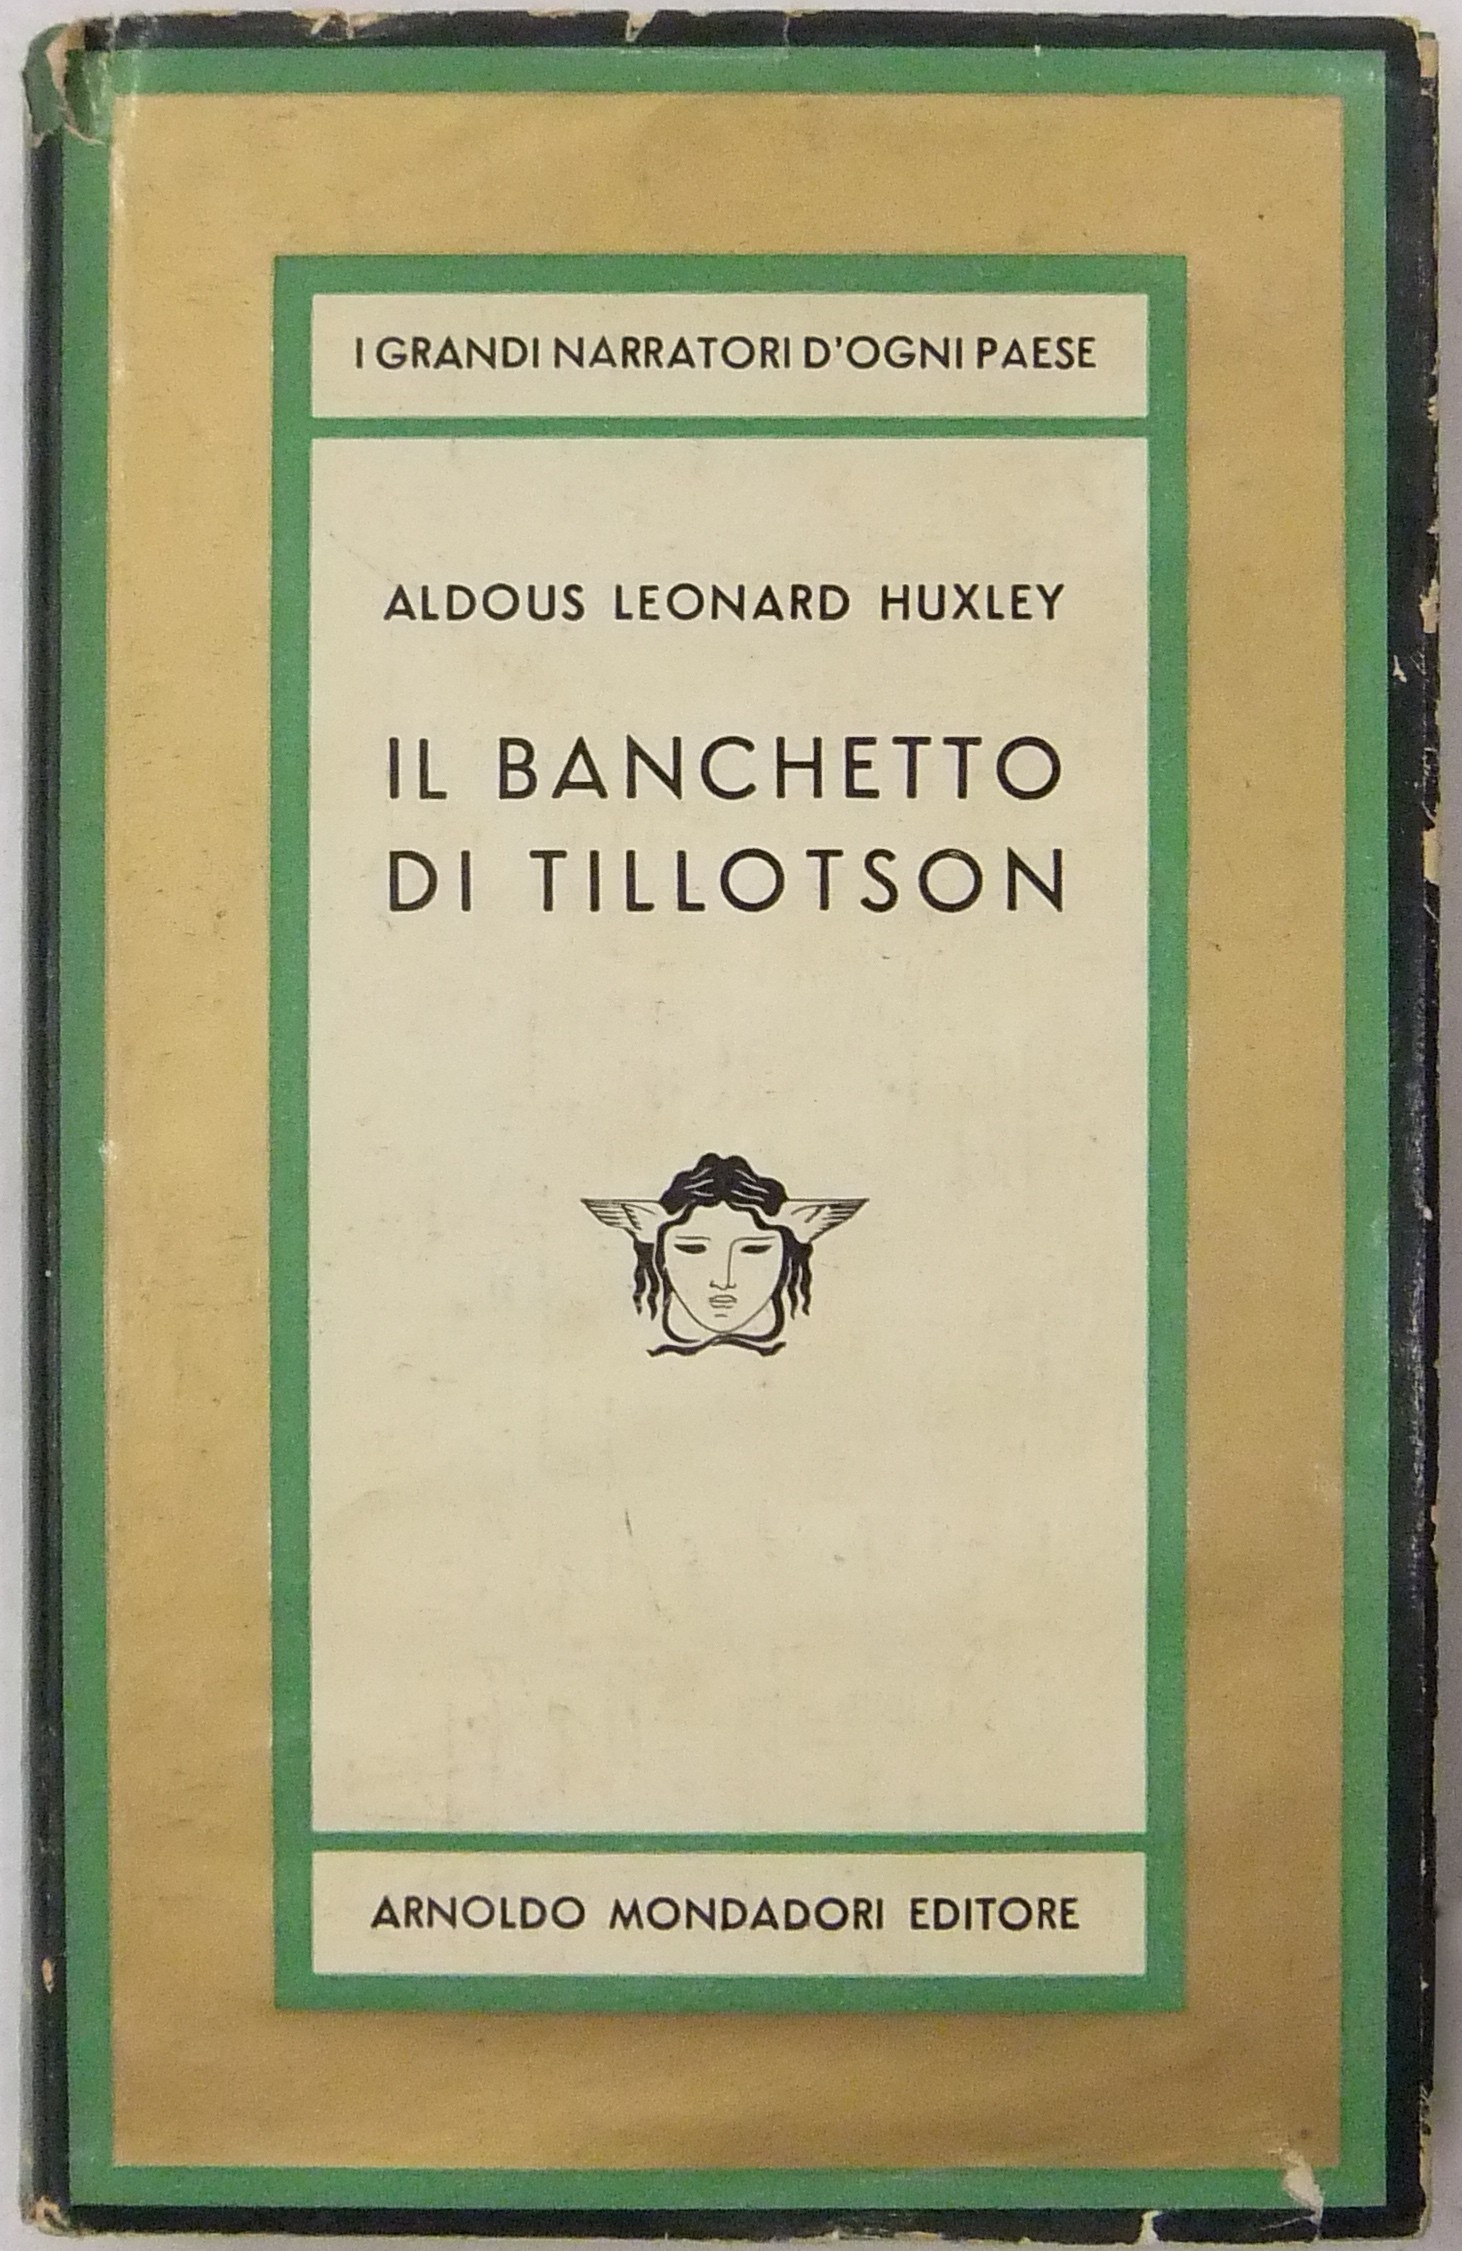 I GRANDI NARRATORI D'OGNI PAESE
ALDOUS LEONARD HUXLEY
IL BANCHETTO
DI TILLOTSON
ARNOLDO MONDADORI EDITORE